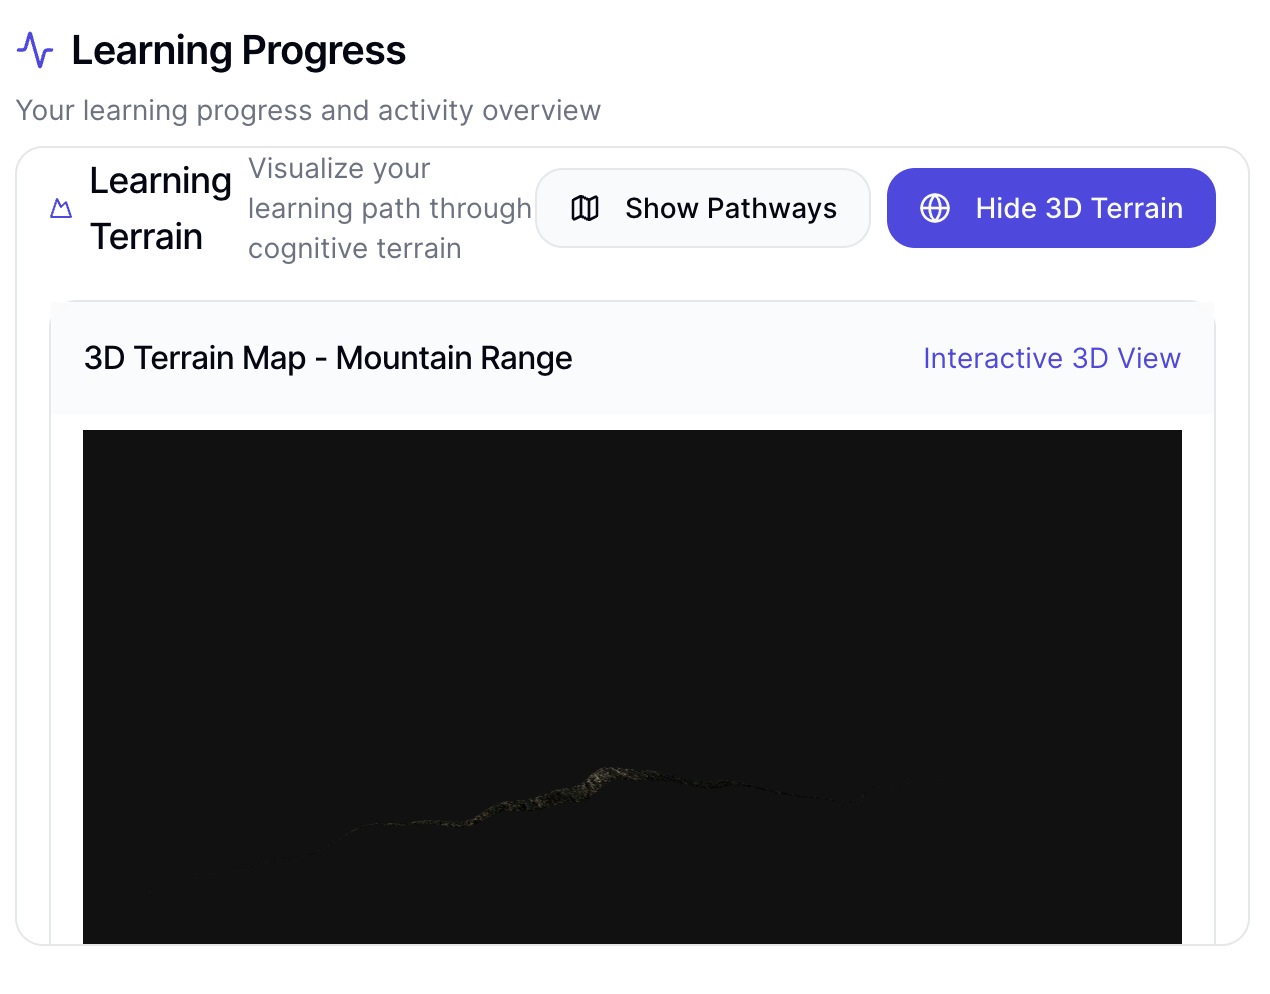 Learning Progress
Your learning progress and activity overview
Learning
Terrain
Visualize your
learning path through
cognitive terrain
Show Pathways
Hide 3D Terrain
3D Terrain Map - Mountain Range
Interactive 3D View